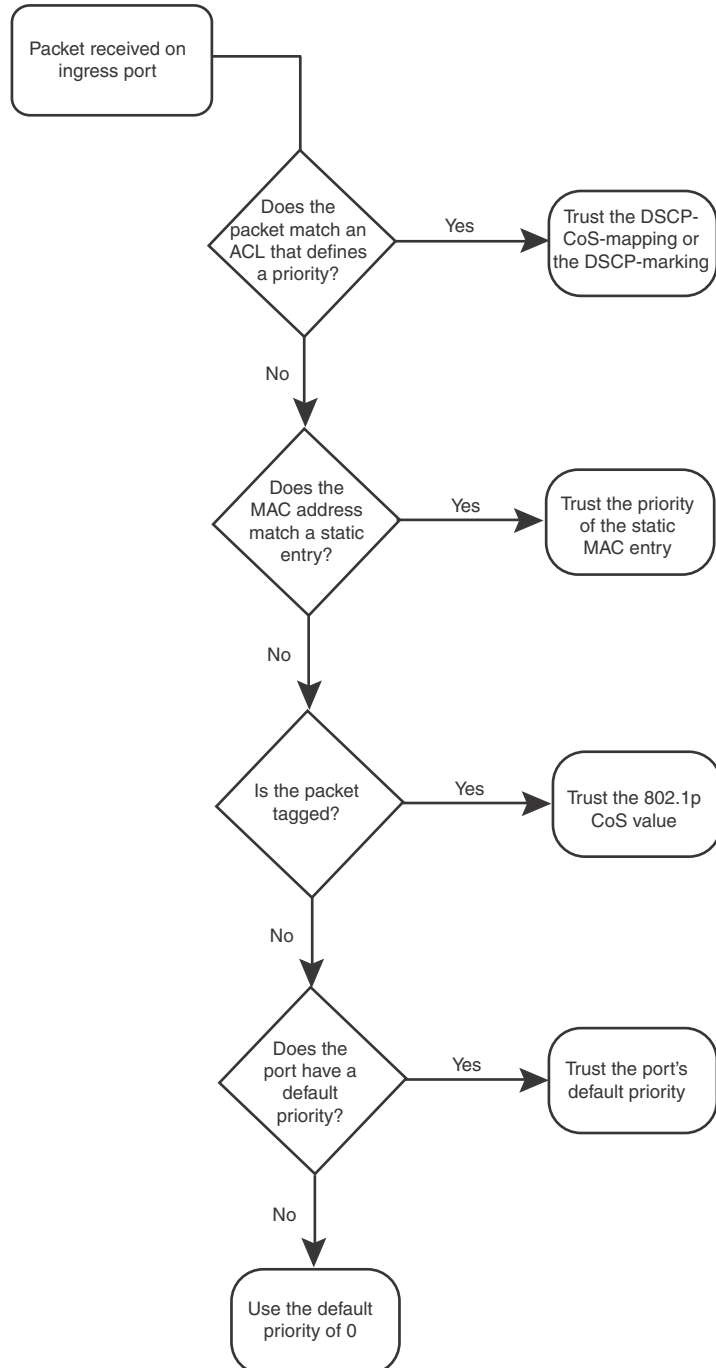 Packet received on
ingress port
Does the
packet match an
ACL that defines
a priority?
Yes
Trust the DSCP-
CoS-mapping or
the DSCP-marking
No
Does the
MAC address
match a static
entry?
Yes
Trust the priority
of the static
MAC entry
No
Is the packet
tagged?
Yes
Trust the 802.1p
CoS value
No
Does the
port have a
default
priority?
Yes
Trust the port's
default priority
No
Use the default
priority of 0